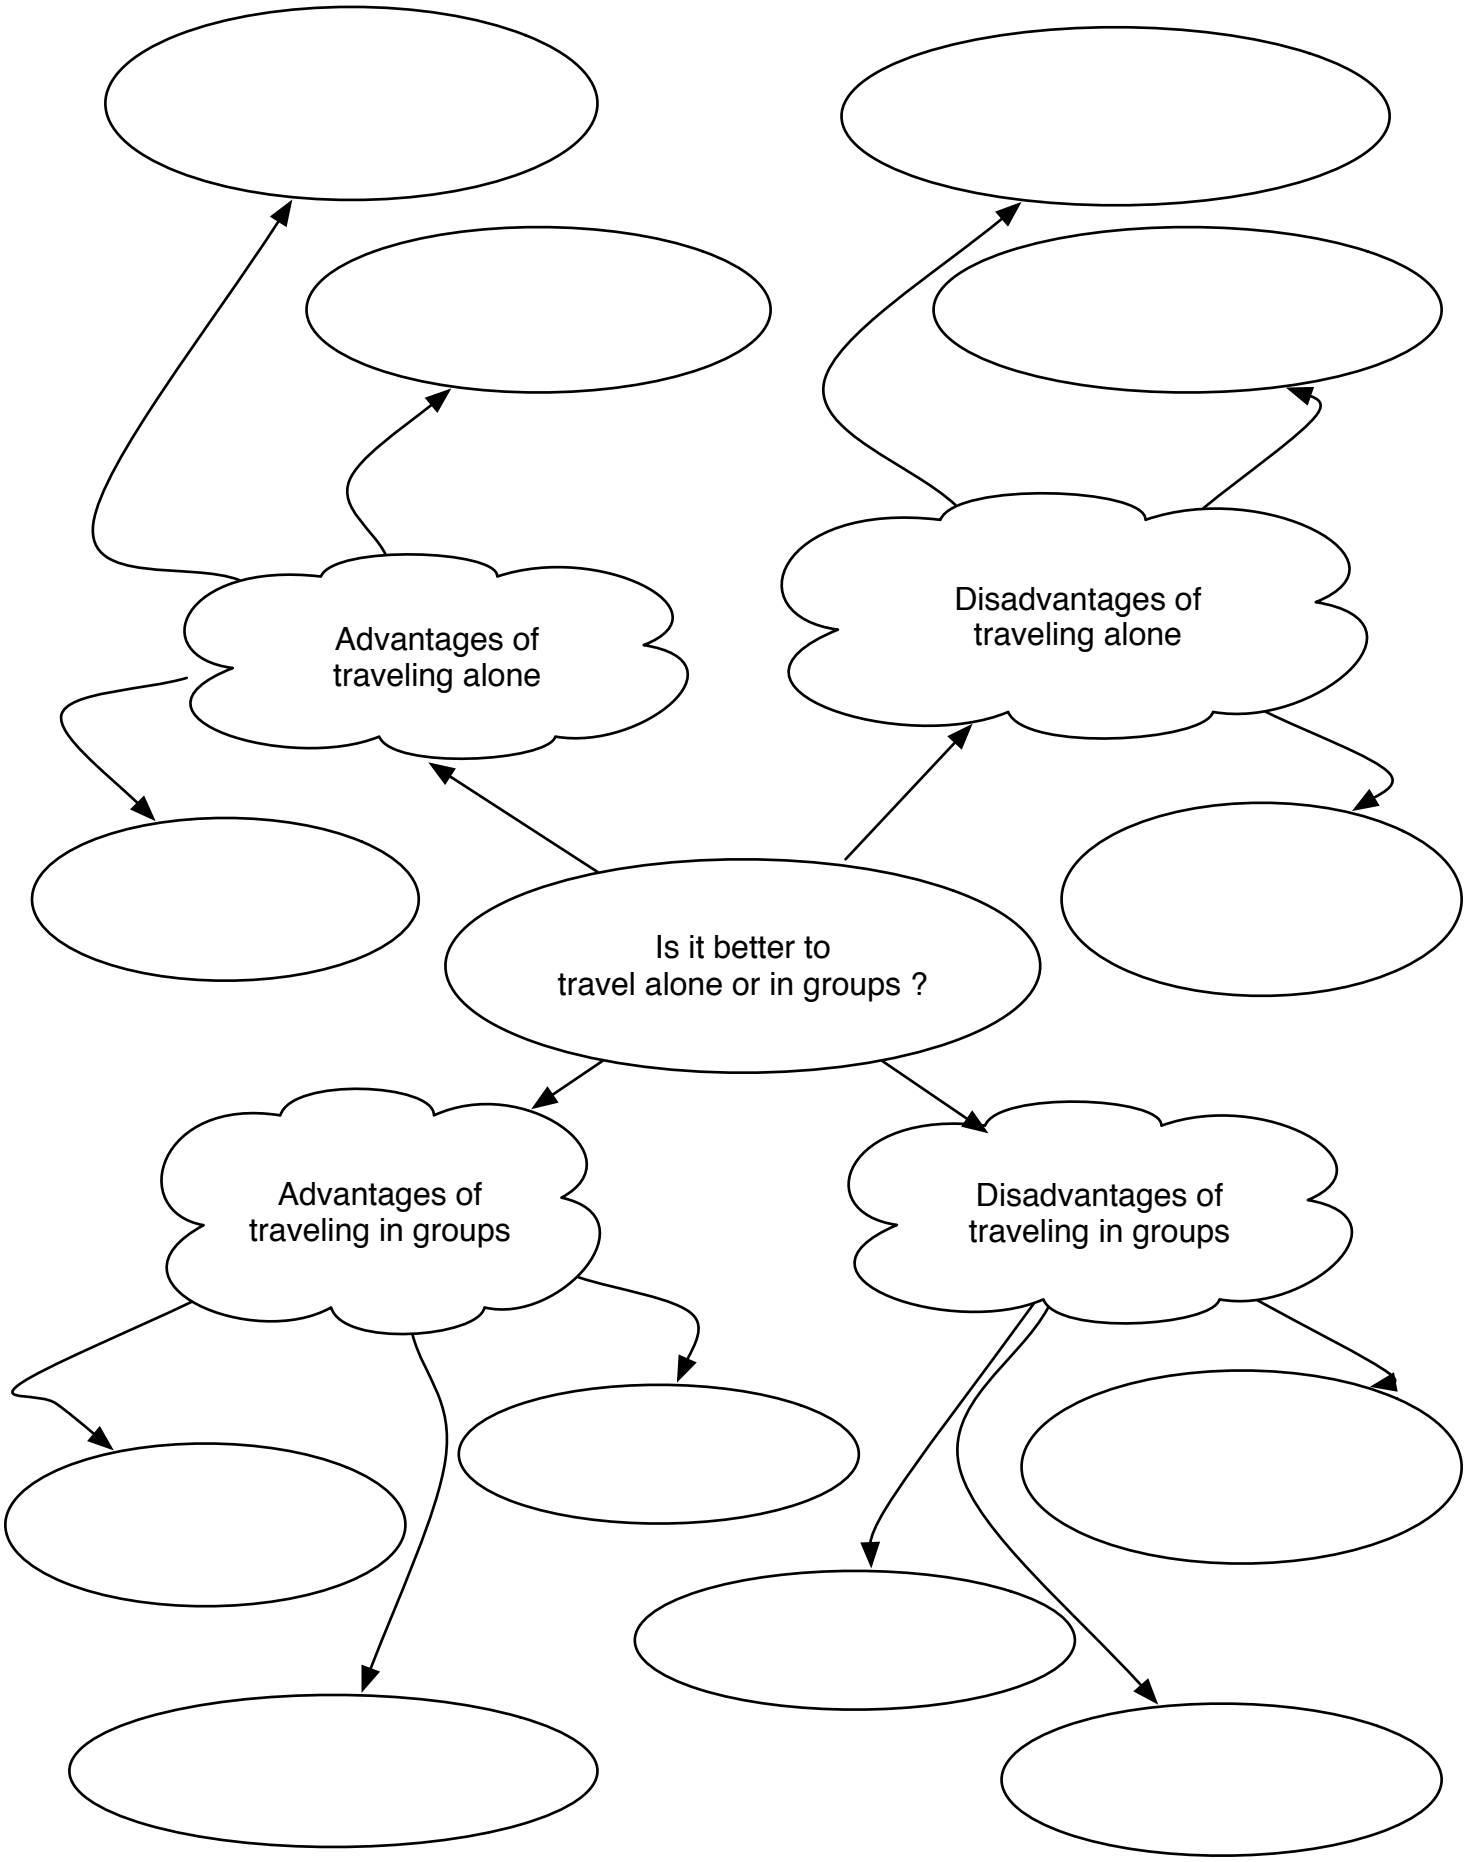 Disadvantages of
traveling alone
Advantages of
traveling alone
Is it better to
travel alone or in groups ?
Advantages of
traveling in groups
Disadvantages of
traveling in groups